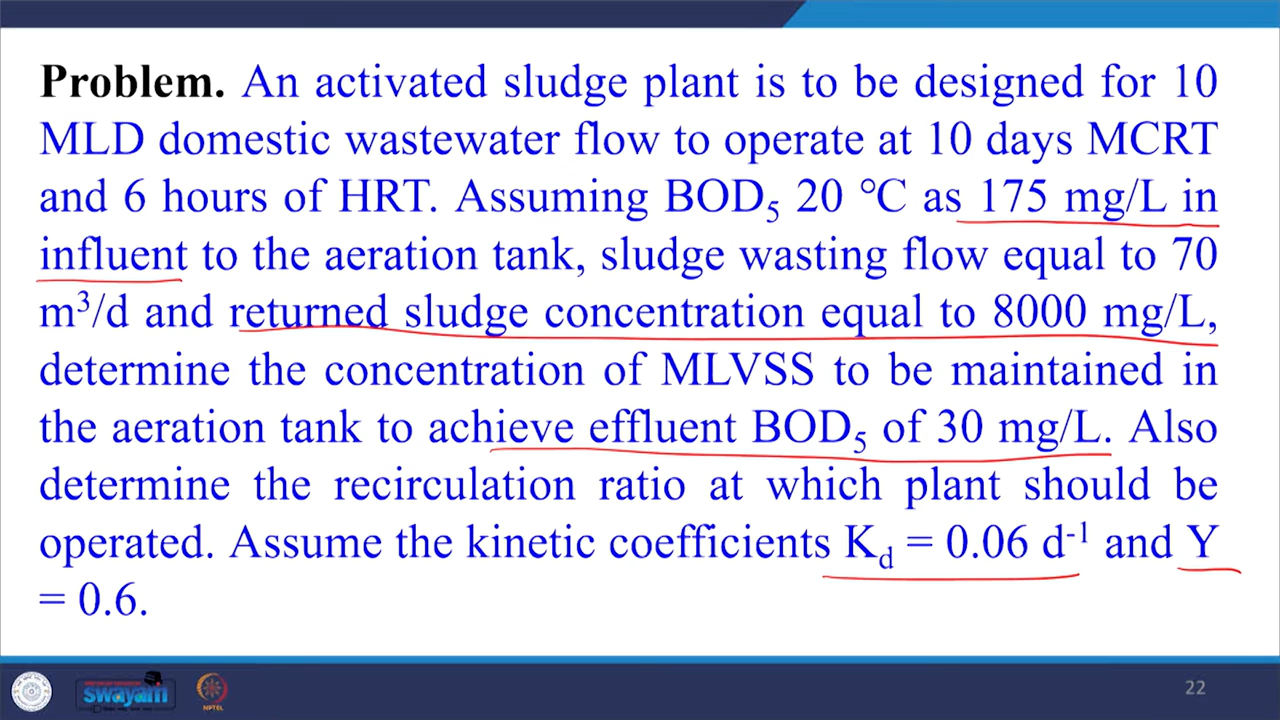 Problem. An activated sludge plant is to be designed for 10
MLD domestic wastewater flow to operate at 10 days MCRT
and 6 hours of HRT. Assuming BOD₅ 20 °C as 175 mg/L in
influent to the aeration tank, sludge wasting flow equal to 70
m³/d and returned sludge concentration equal to 8000 mg/L,
determine the concentration of MLVSS to be maintained in
the aeration tank to achieve effluent BOD₅ of 30 mg/L. Also
determine the recirculation ratio at which plant should be
operated. Assume the kinetic coefficients K_d = 0.06 d⁻¹ and Y
= 0.6.
swayam
NPTEL
22